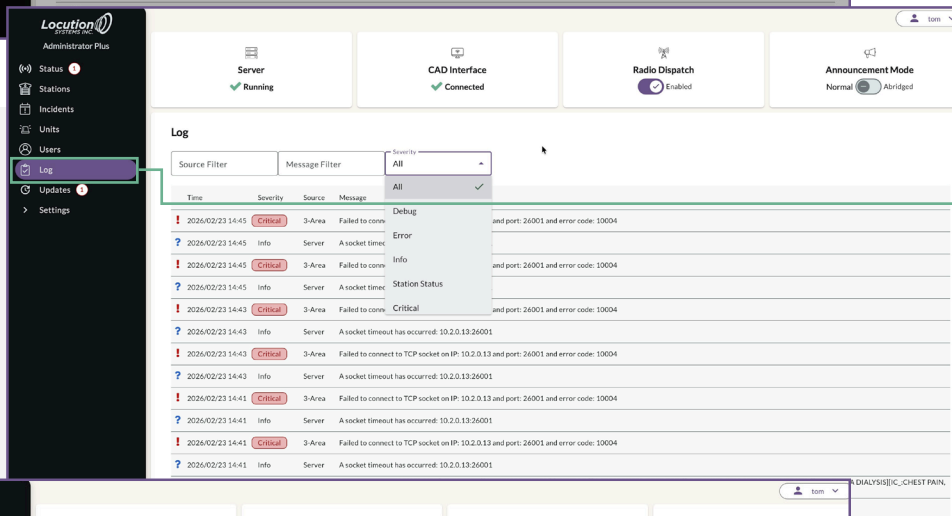 Locution
SYSTEMS INC.
Administrator Plus
Status 1
Stations
Incidents
Units
Users
Log
Updates 1
Settings
tom
Server
Running
CAD Interface
Connected
Radio Dispatch
Enabled
Announcement Mode
Normal Abridged
Log
Source Filter
Message Filter
Severity
All
All
Debug
Error
Info
Station Status
Critical
Time Severity Source Message
! 2026/02/23 14:45 Critical 3-Area Failed to conn and port: 26001 and error code: 10004
? 2026/02/23 14:45 Info Server A socket timeo
! 2026/02/23 14:45 Critical 3-Area Failed to conn and port: 26001 and error code: 10004
? 2026/02/23 14:45 Info Server A socket timeo
! 2026/02/23 14:43 Critical 3-Area Failed to conn and port: 26001 and error code: 10004
? 2026/02/23 14:43 Info Server A socket timeout has occurred: 10.2.0.13:26001
! 2026/02/23 14:43 Critical 3-Area Failed to connect to TCP socket on IP: 10.2.0.13 and port: 26001 and error code: 10004
? 2026/02/23 14:43 Info Server A socket timeout has occurred: 10.2.0.13:26001
! 2026/02/23 14:41 Critical 3-Area Failed to connect to TCP socket on IP: 10.2.0.13 and port: 26001 and error code: 10004
? 2026/02/23 14:41 Info Server A socket timeout has occurred: 10.2.0.13:26001
! 2026/02/23 14:41 Critical 3-Area Failed to connect to TCP socket on IP: 10.2.0.13 and port: 26001 and error code: 10004
? 2026/02/23 14:41 Info Server A socket timeout has occurred: 10.2.0.13:26001
A DIALYSIS][IC_:CHEST PAIN,
tom